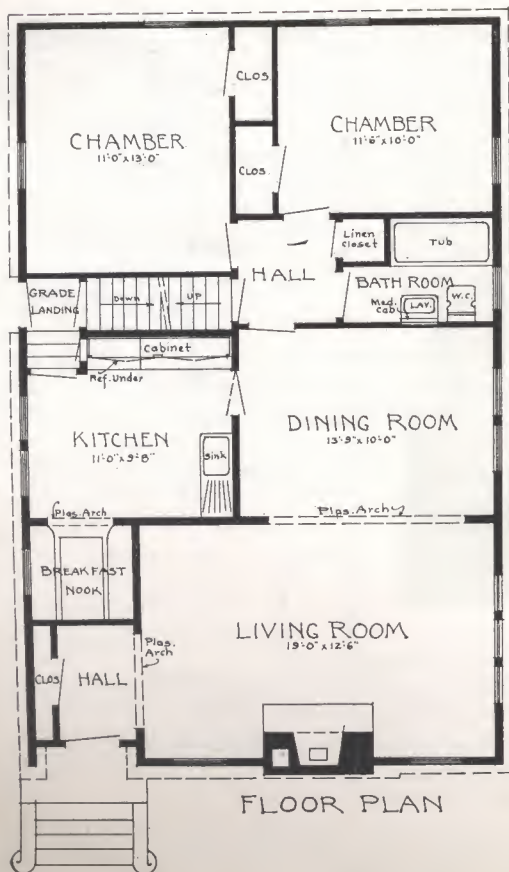 CLOS.
CHAMBER
11'-0" x 13'-0"
CHAMBER
11'-6" x 10'-0"
CLOS.
Linen
Closet
Tub
HALL
BATH ROOM
GRADE
LANDING
Down
UP
Med.
Cab.
LAV.
W.C.
Cabinet
Ref. Under
KITCHEN
11'-0" x 9'-8"
Sink
DINING ROOM
13'-9" x 10'-0"
Plas. Arch
Plas. Arch
BREAKFAST
NOOK
LIVING ROOM
19'-0" x 12'-6"
Plas.
Arch
CLOS.
HALL
FLOOR PLAN